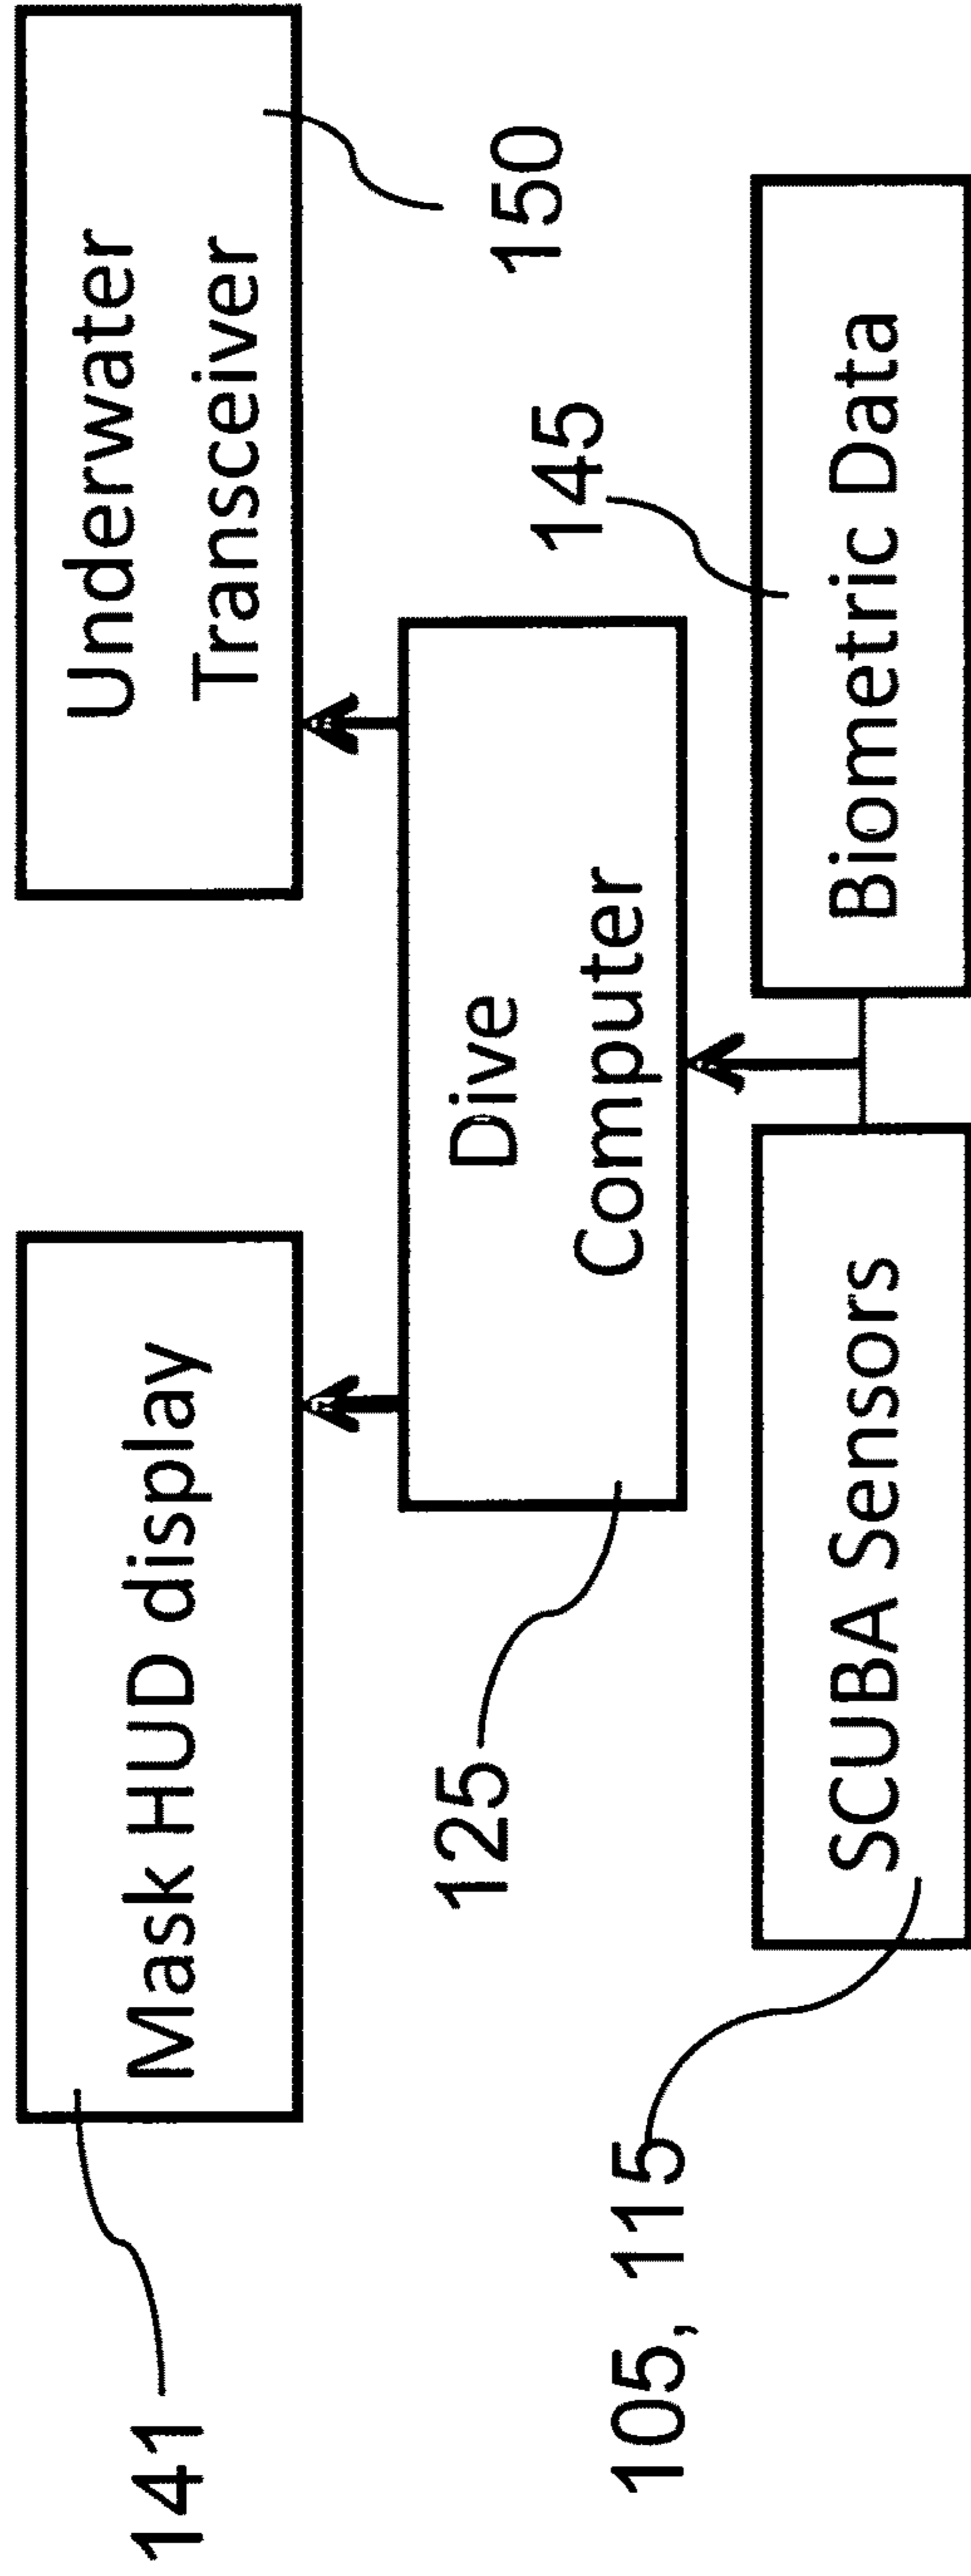 141
Mask HUD display
Underwater
Transceiver
150
125
Dive
Computer
145
105, 115
SCUBA Sensors
Biometric Data